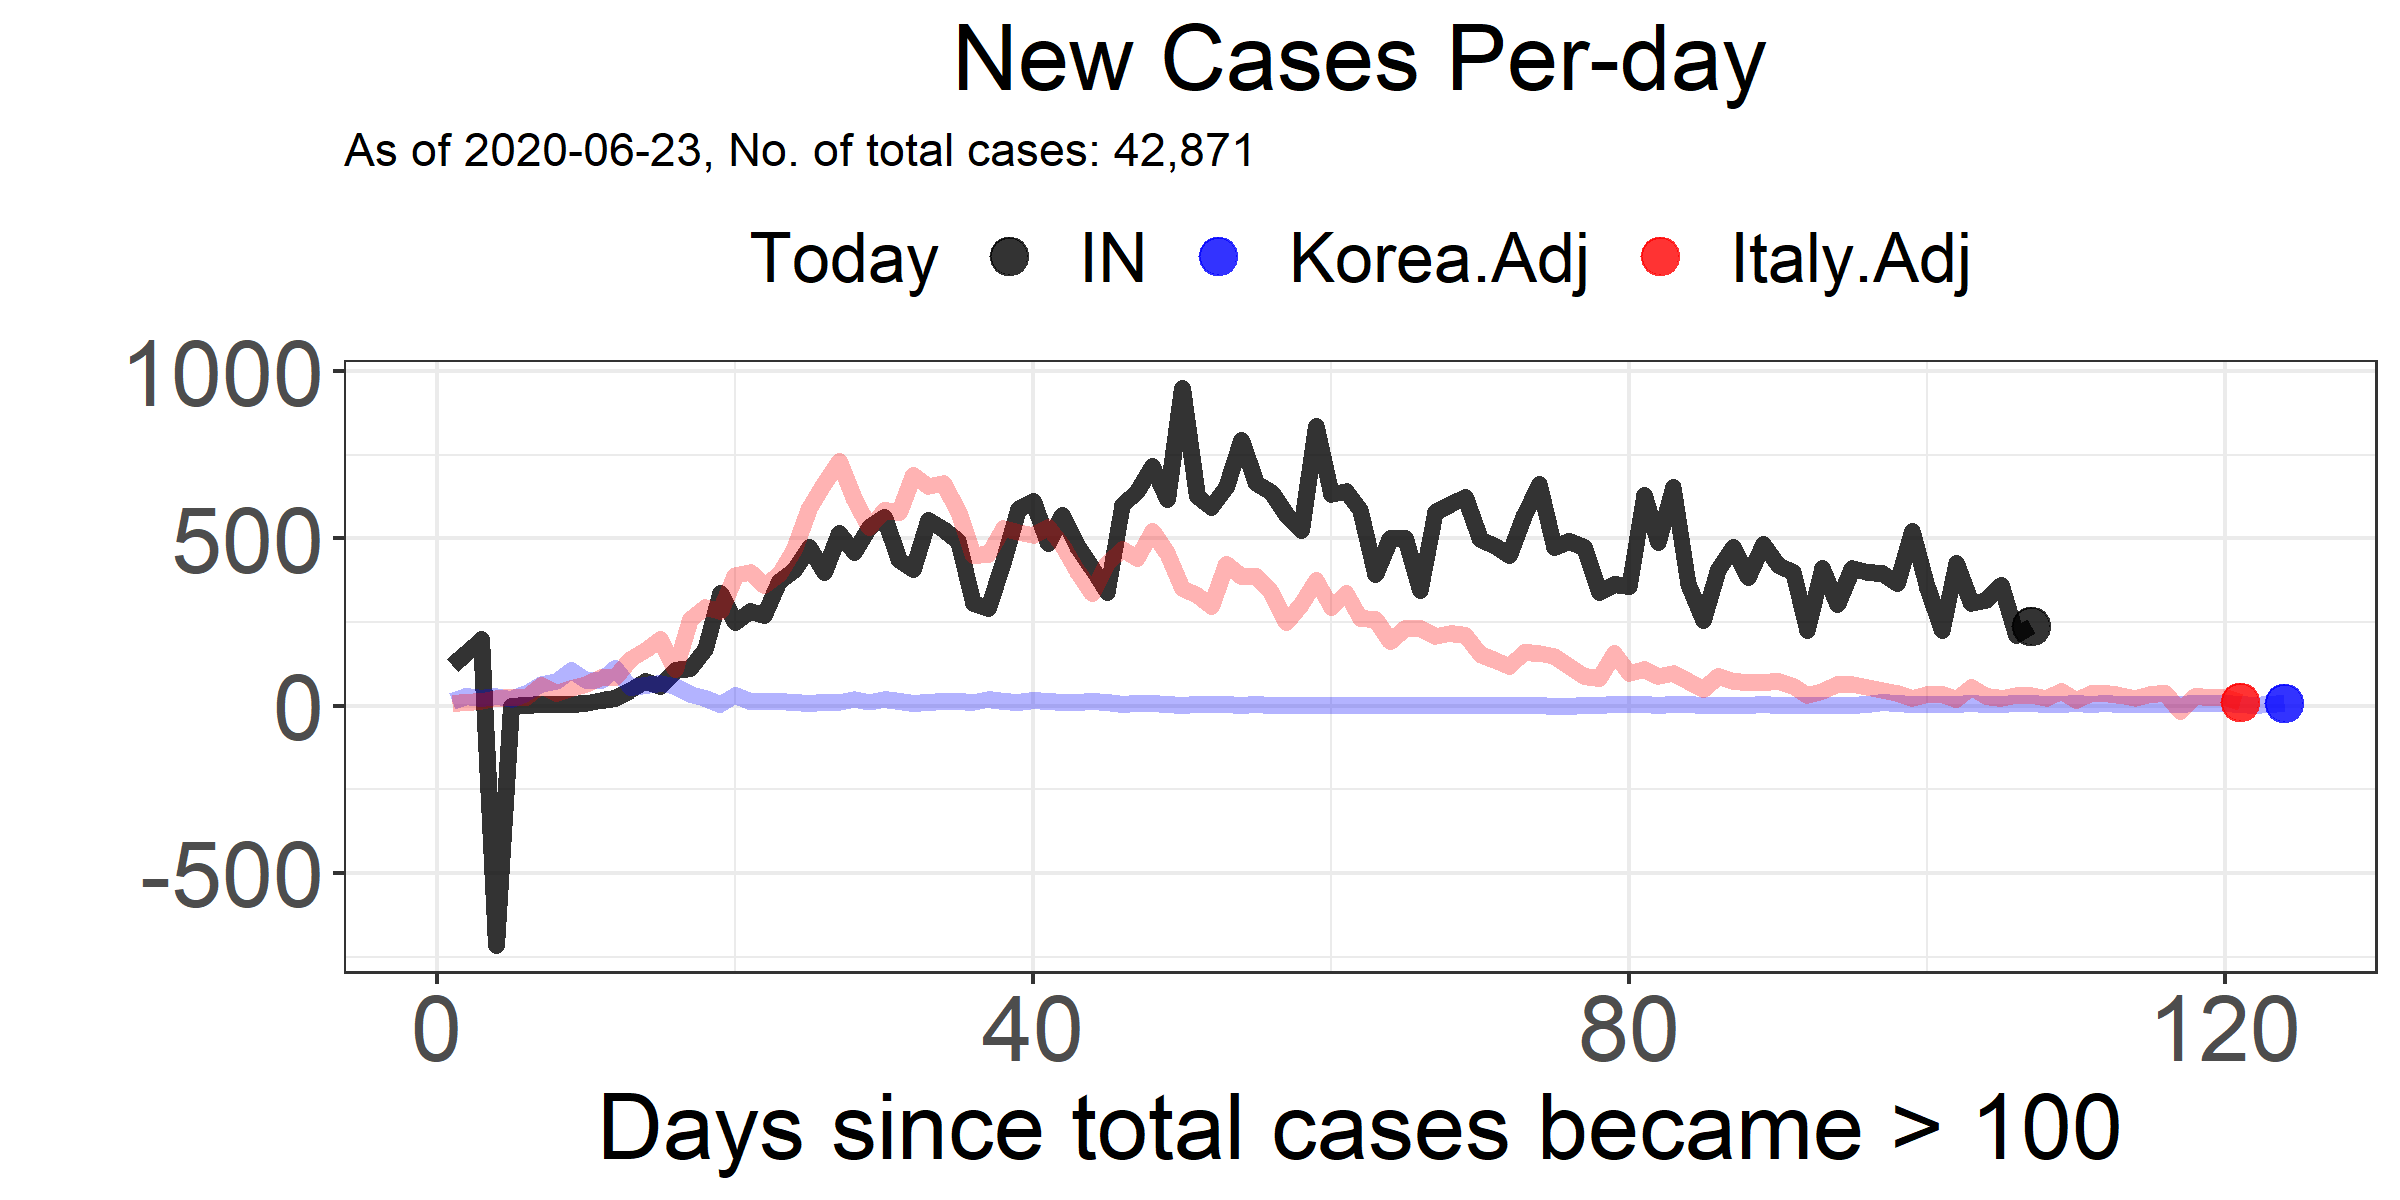 New Cases Per-day
As of 2020-06-23, No. of total cases: 42,871
Today IN Korea.Adj Italy.Adj
1000
500
0
-500
0 40 80 120
Days since total cases became > 100